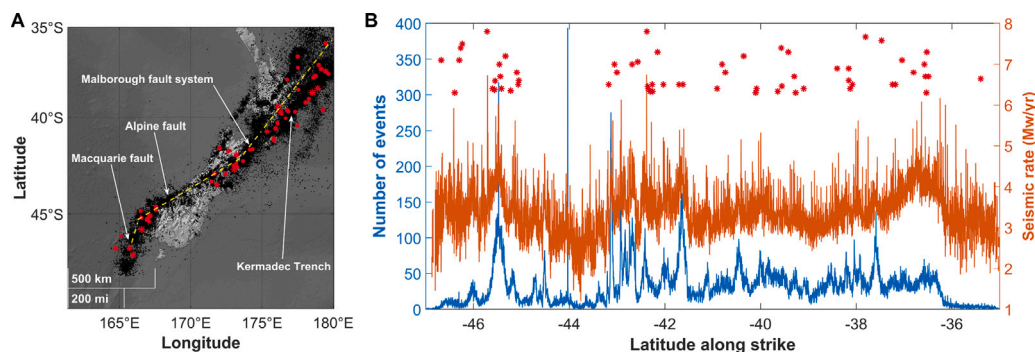 A
35°S
40°S
45°S
Latitude
Malborough fault system
Alpine fault
Macquarie fault
Kermadec Trench
500 km
200 mi
165°E 170°E 175°E 180°E
Longitude
B
400
350
300
250
200
150
100
50
0
Number of events
8
7
6
5
4
3
2
1
Seismic rate (Mw/yr)
-46 -44 -42 -40 -38 -36
Latitude along strike